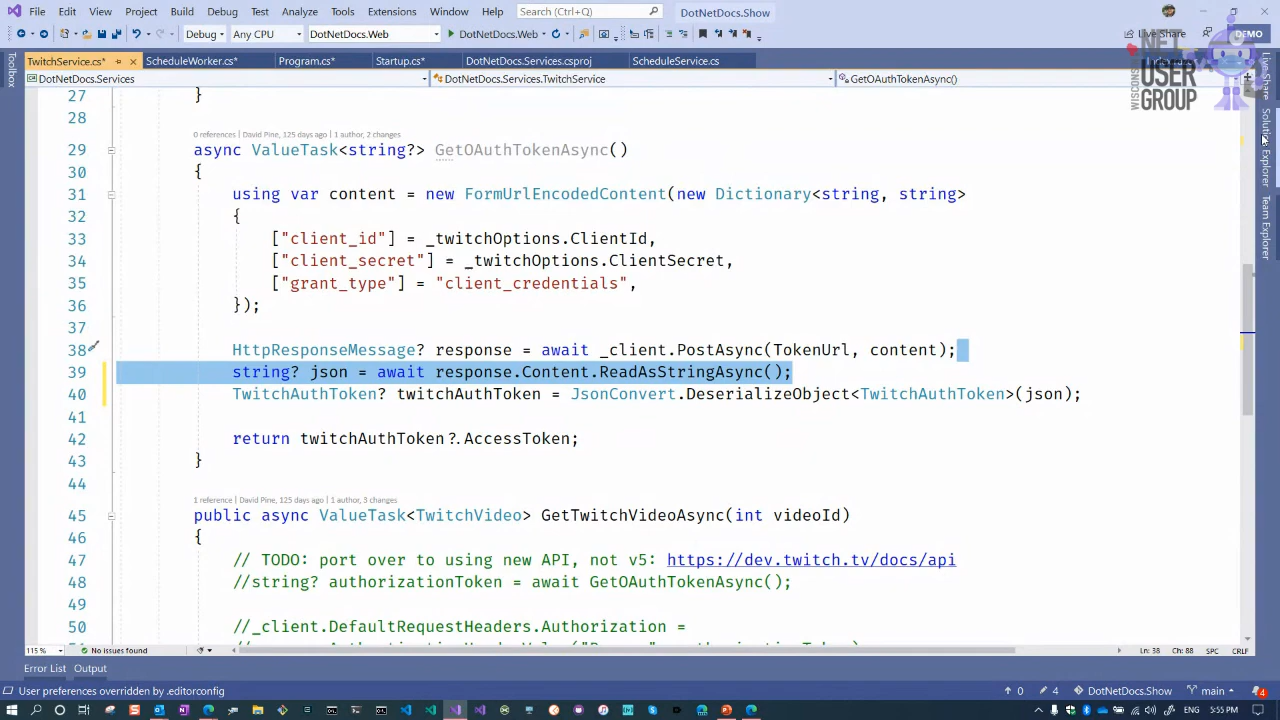 File Edit View Git Project Build Debug Test Analyze Tools Extensions Window Help Search (Ctrl+Q) DotNetDocs.Show
Debug Any CPU DotNetDocs.Web DotNetDocs.Web Live Share DEMO
TwitchService.cs* ScheduleWorker.cs* Program.cs* Startup.cs* DotNetDocs.Services.csproj ScheduleService.cs
DotNetDocs.Services DotNetDocs.Services.TwitchService GetOAuthTokenAsync()
WISCONSIN .NET USER GROUP
Toolbox
Live Share
Solution Explorer
Team Explorer
27 }
28
0 references | David Pine, 125 days ago | 1 author, 2 changes
29 async ValueTask<string?> GetOAuthTokenAsync()
30 {
31 using var content = new FormUrlEncodedContent(new Dictionary<string, string>
32 {
33 ["client_id"] = _twitchOptions.ClientId,
34 ["client_secret"] = _twitchOptions.ClientSecret,
35 ["grant_type"] = "client_credentials",
36 });
37
38 HttpResponseMessage? response = await _client.PostAsync(TokenUrl, content);
39 string? json = await response.Content.ReadAsStringAsync();
40 TwitchAuthToken? twitchAuthToken = JsonConvert.DeserializeObject<TwitchAuthToken>(json);
41
42 return twitchAuthToken?.AccessToken;
43 }
44
1 reference | David Pine, 125 days ago | 1 author, 3 changes
45 public async ValueTask<TwitchVideo> GetTwitchVideoAsync(int videoId)
46 {
47 // TODO: port over to using new API, not v5: https://dev.twitch.tv/docs/api
48 //string? authorizationToken = await GetOAuthTokenAsync();
49
50 //_client.DefaultRequestHeaders.Authorization =
115 % No issues found Ln: 38 Ch: 88 SPC CRLF
Error List Output
User preferences overridden by .editorconfig 0 4 DotNetDocs.Show main 4
5:55 PM